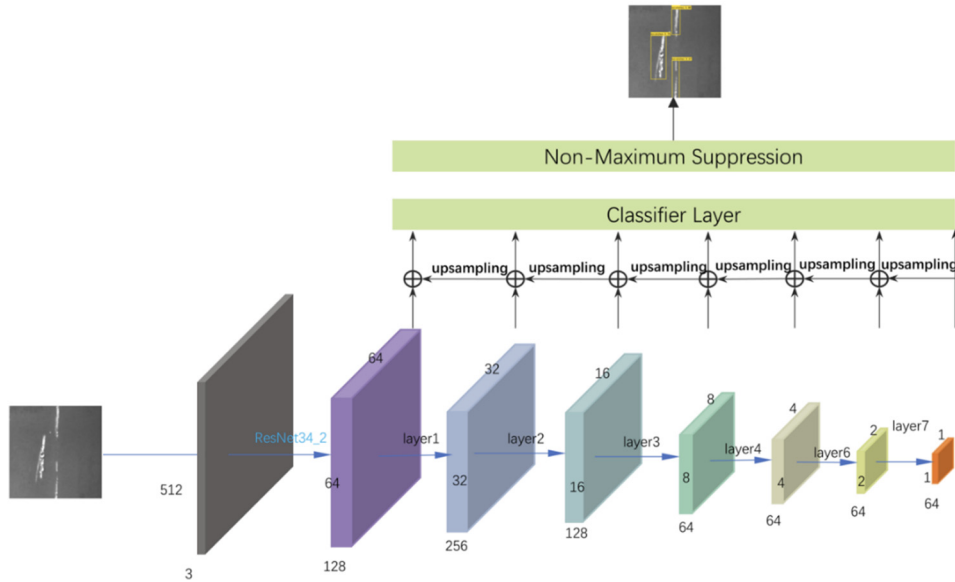 Non-Maximum Suppression
Classifier Layer
upsampling upsampling upsampling upsampling upsampling upsampling
64 32 16 8 4 2 1
ResNet34_2 layer1 layer2 layer3 layer4 layer6 layer7
64 32 16 8 4 2 1
512
3 128 256 128 64 64 64 64